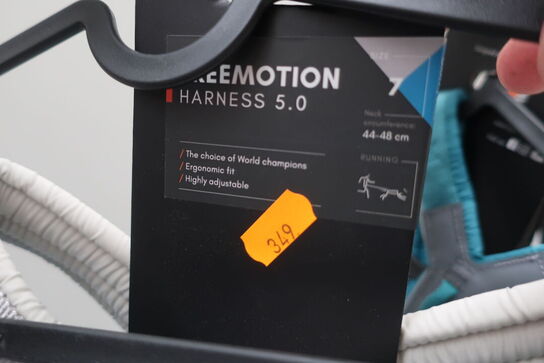 REEMOTION
HARNESS 5.0
/ The choice of World champions
/ Ergonomic fit
/ Highly adjustable
SIZE
7
Neck
circumference:
44-48 cm
RUNNING
349